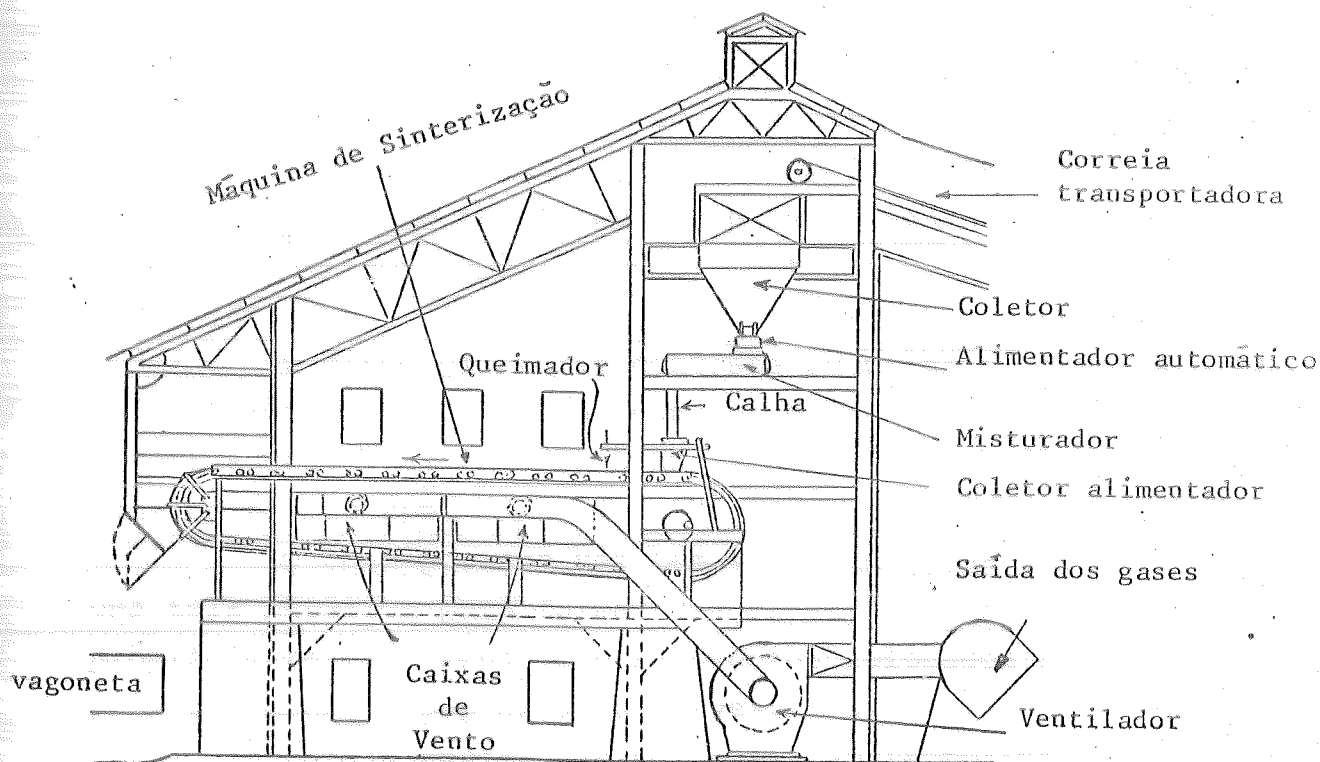 Máquina de Sinterização
Correia
transportadora
Coletor
Queimador
Alimentador automático
Calha
Misturador
Coletor alimentador
Saída dos gases
vagoneta
Caixas
de
Vento
Ventilador